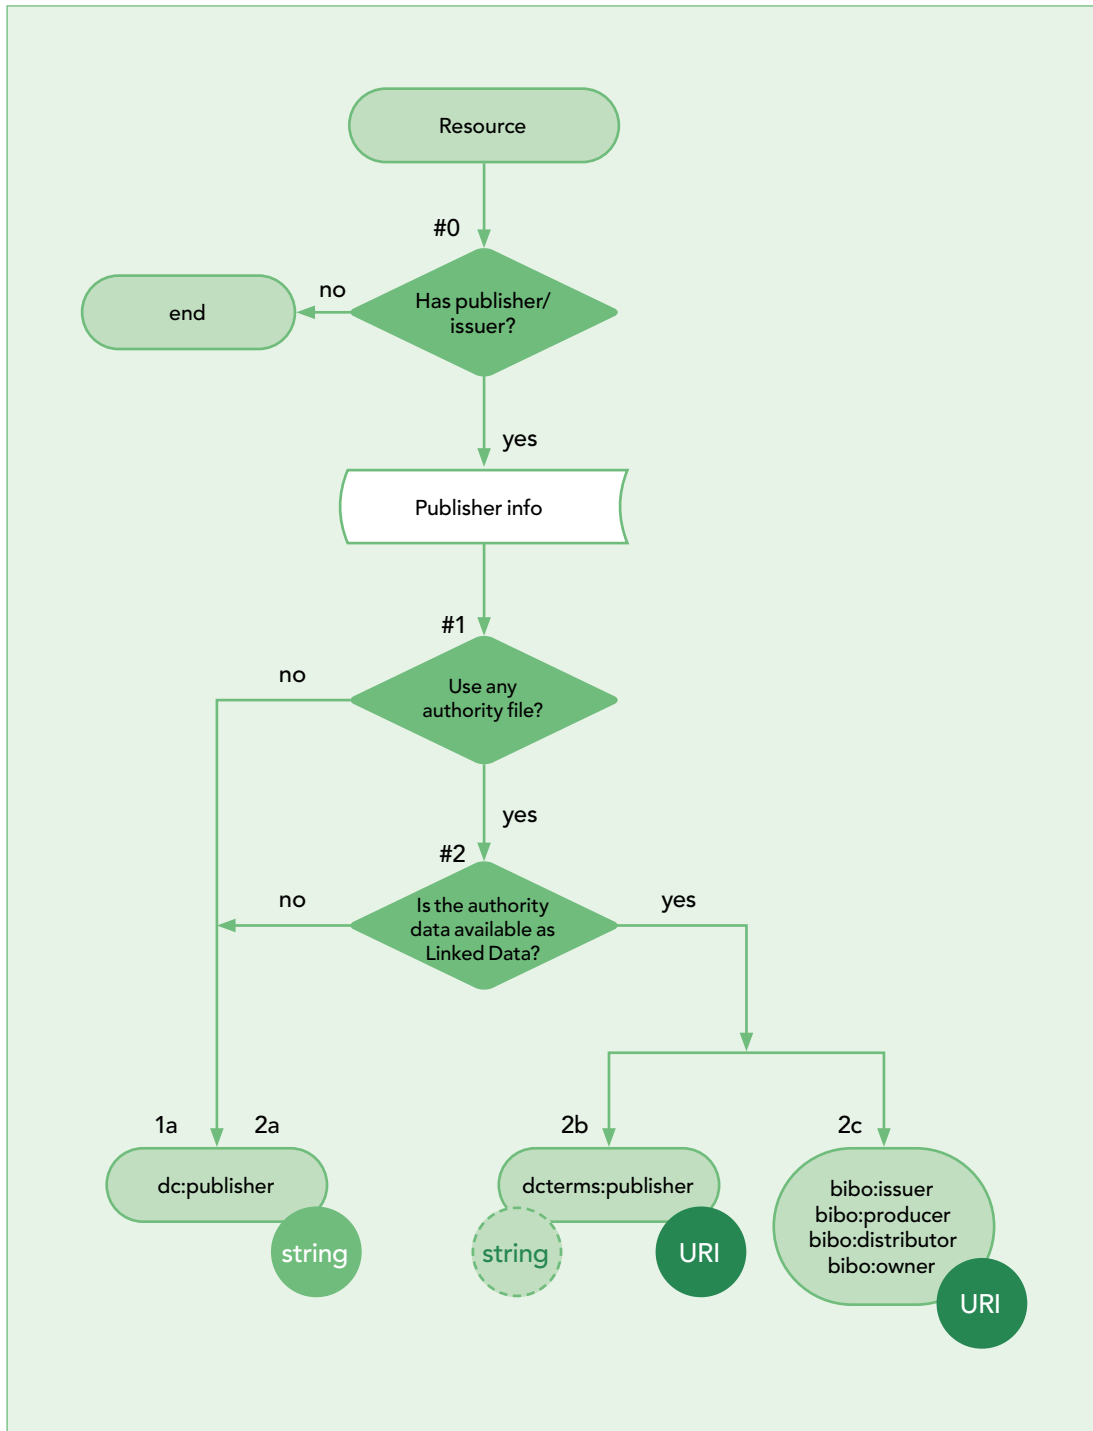 Resource
#0
Has publisher/
issuer?
no
end
yes
Publisher info
#1
no
Use any
authority file?
yes
#2
no
Is the authority
data available as
Linked Data?
yes
1a
2a
2b
2c
dc:publisher
string
dcterms:publisher
string
URI
bibo:issuer
bibo:producer
bibo:distributor
bibo:owner
URI